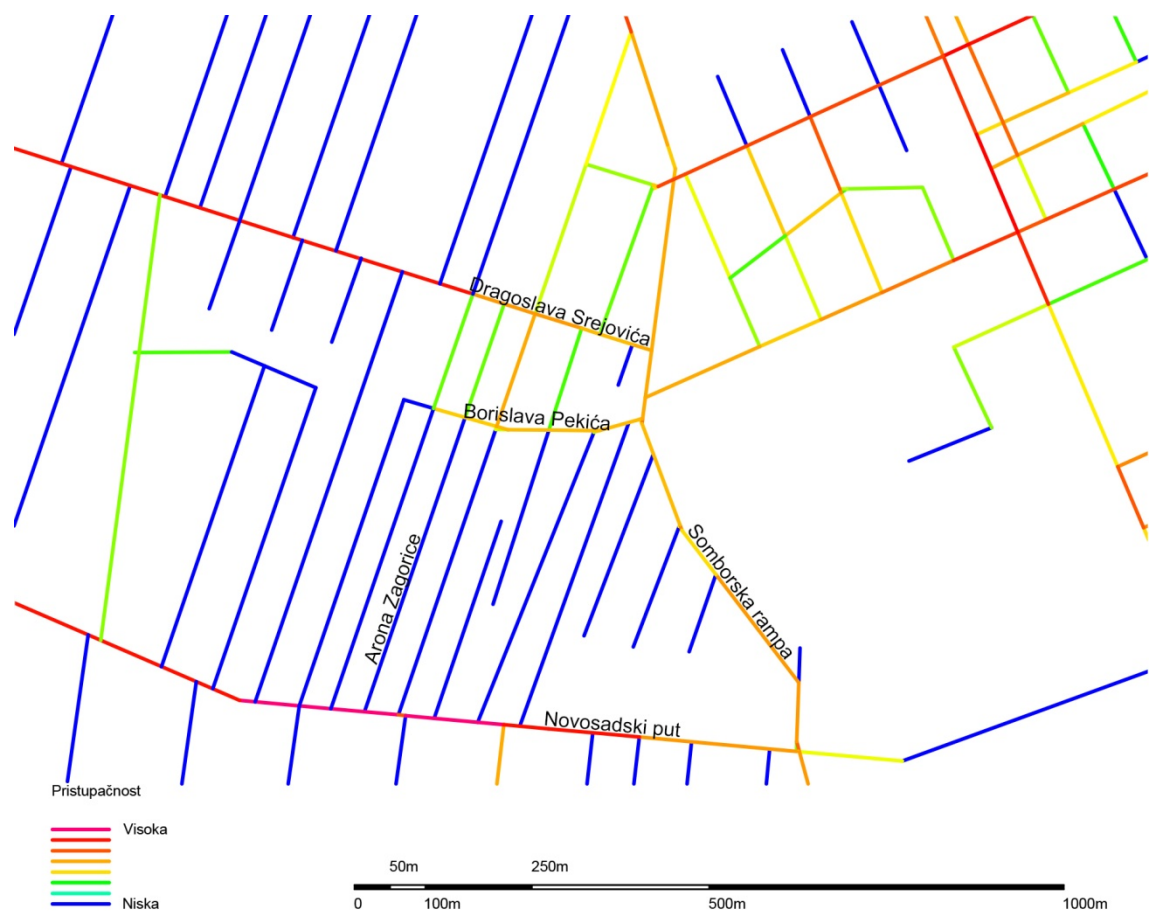 Dragoslava Srejovića
Borislava Pekića
Arona Zagorice
Somborska rampa
Novosadski put
Pristupačnost
Visoka
Niska
50m
250m
0
100m
500m
1000m